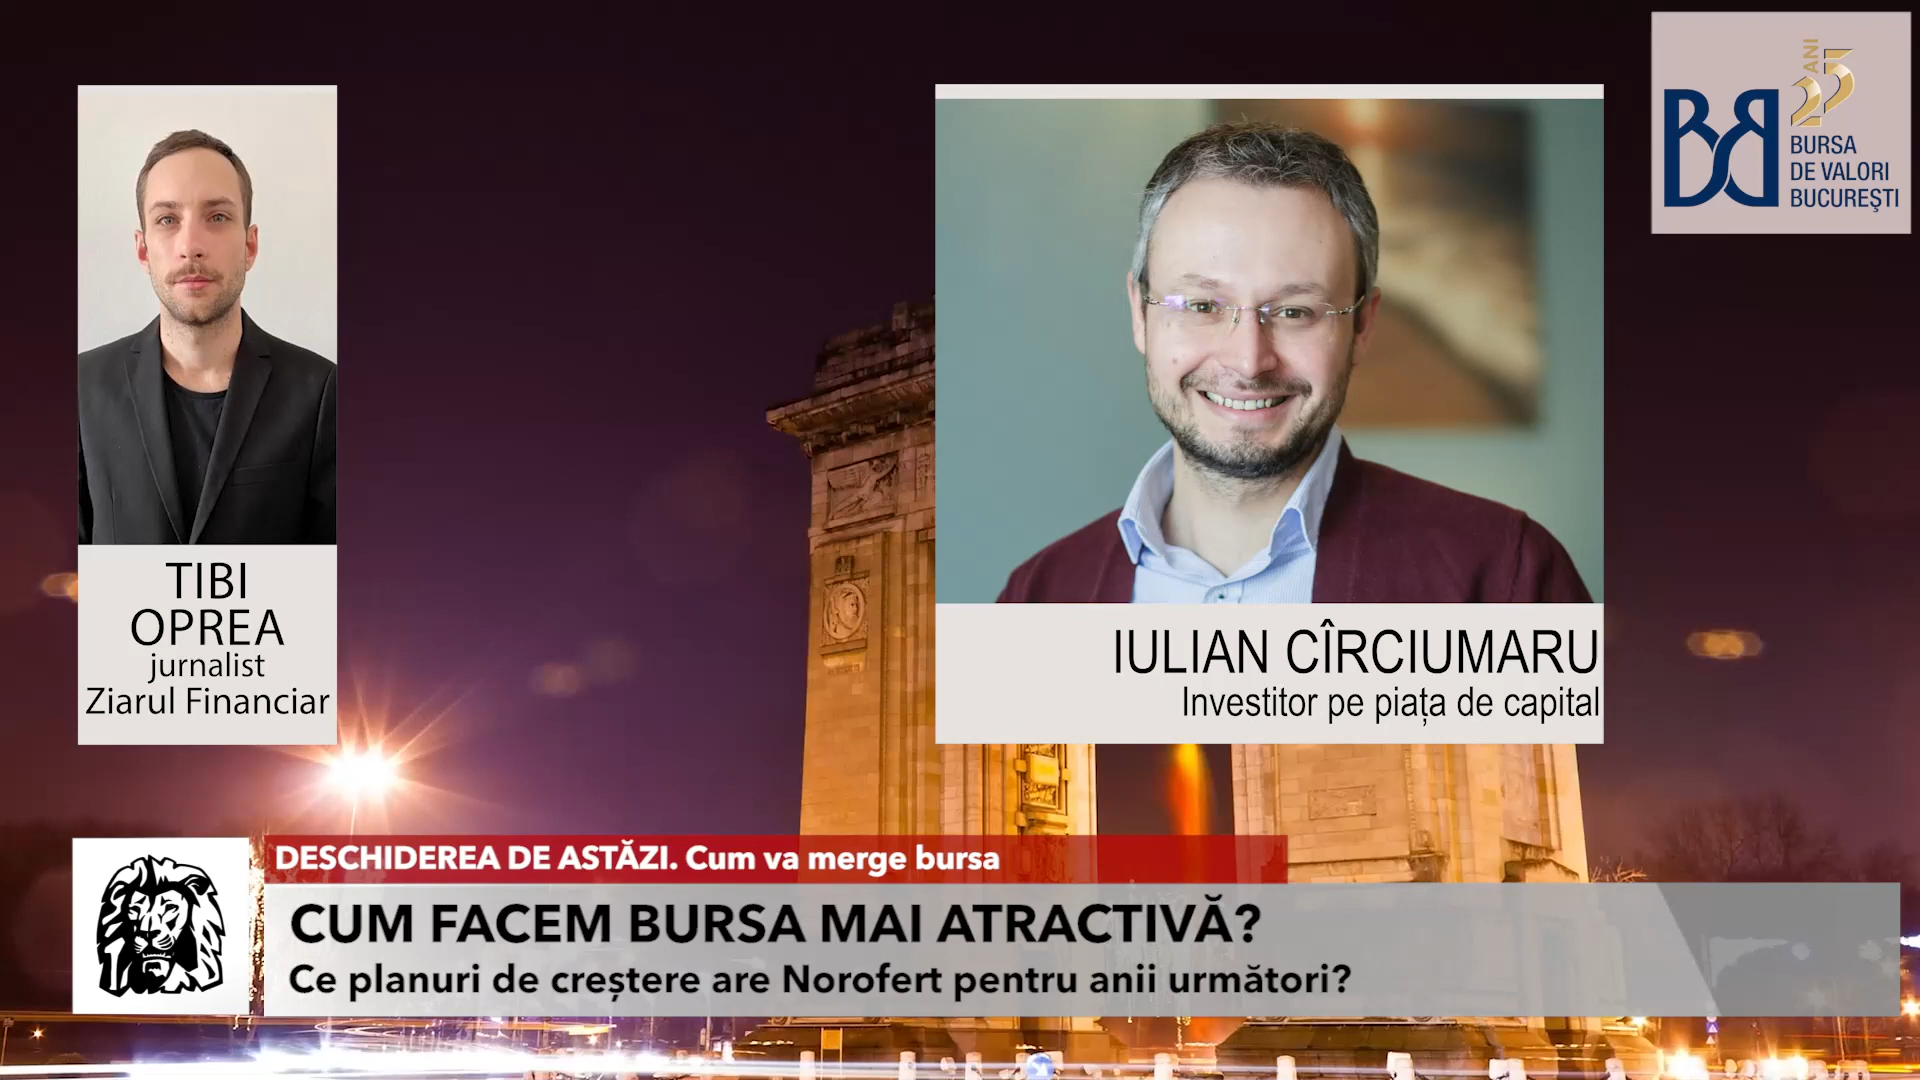 25 ANI
BURSA
DE VALORI
BUCUREŞTI
TIBI
OPREA
jurnalist
Ziarul Financiar
IULIAN CÎRCIUMARU
Investitor pe piața de capital
DESCHIDEREA DE ASTĂZI. Cum va merge bursa
CUM FACEM BURSA MAI ATRACTIVĂ?
Ce planuri de creștere are Norofert pentru anii următori?